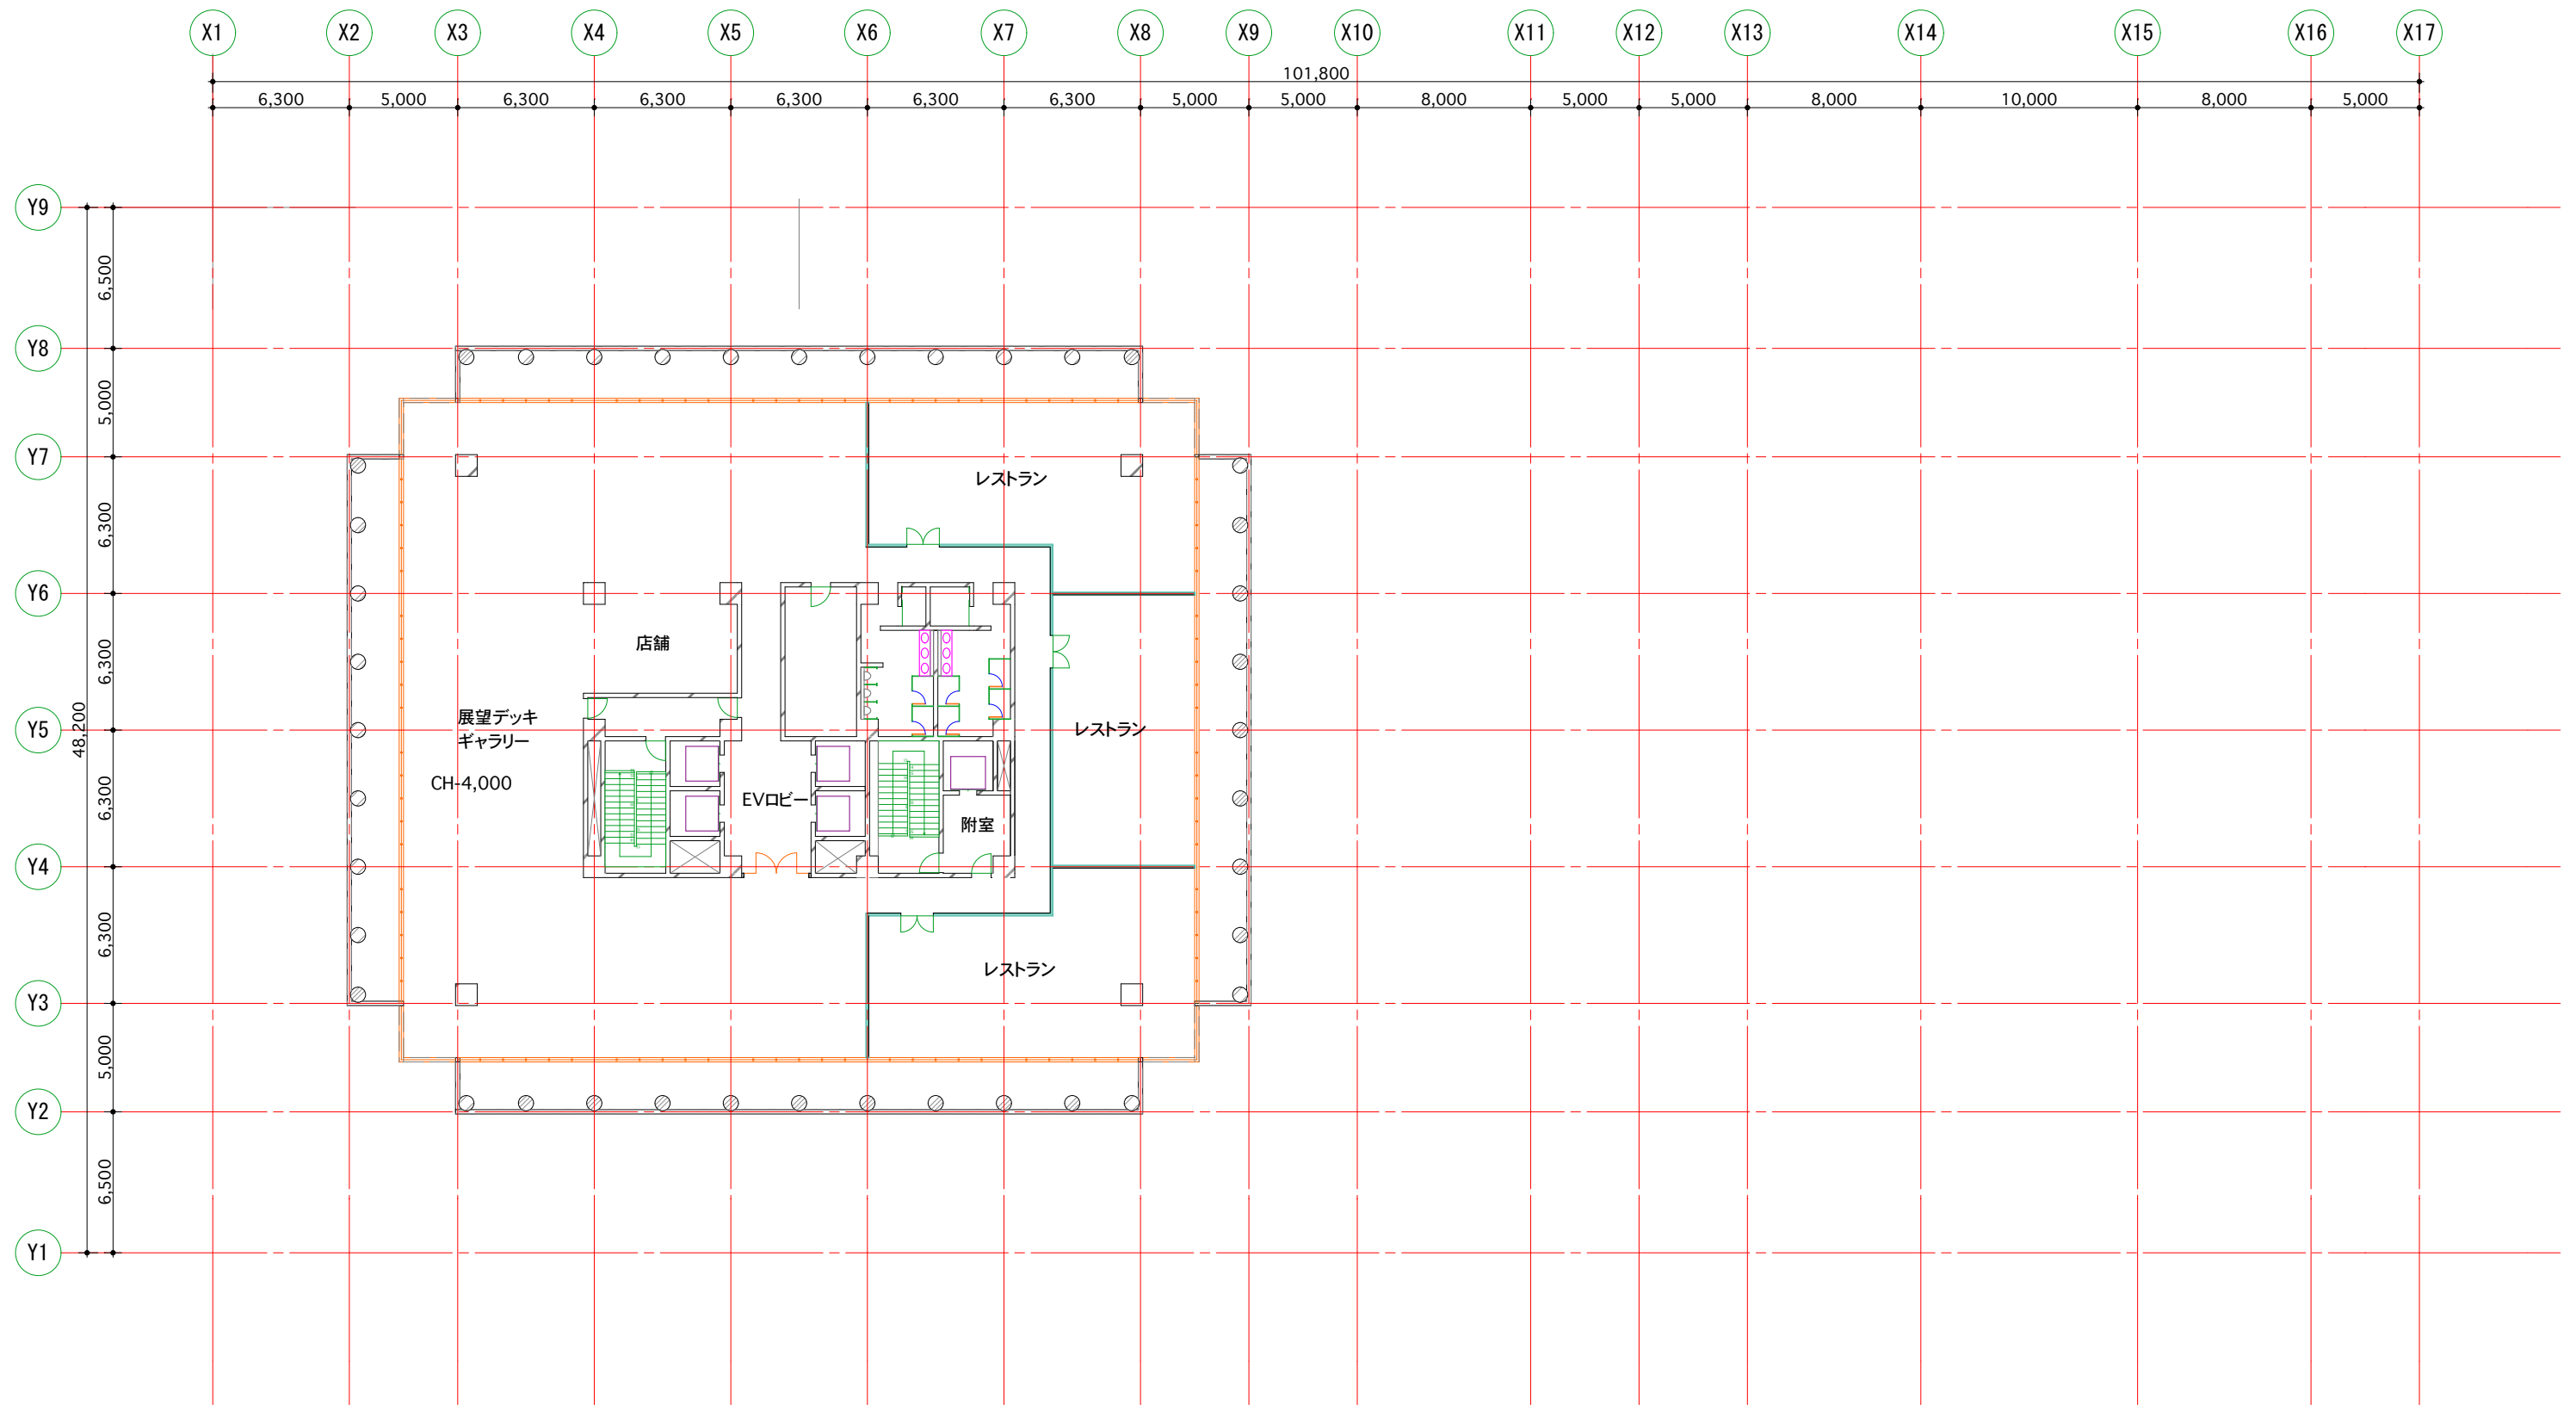 X1 X2 X3 X4 X5 X6 X7 X8 X9 X10 X11 X12 X13 X14 X15 X16 X17
101,800
6,300 5,000 6,300 6,300 6,300 6,300 6,300 5,000 5,000 8,000 5,000 5,000 8,000 10,000 8,000 5,000
Y9
6,500
Y8
5,000
Y7
レストラン
6,300
Y6
店舗
6,300
48,200
展望デッキ
ギャラリー
Y5
レストラン
CH-4,000
EVロビー
6,300
附室
Y4
6,300
レストラン
Y3
5,000
Y2
6,500
Y1